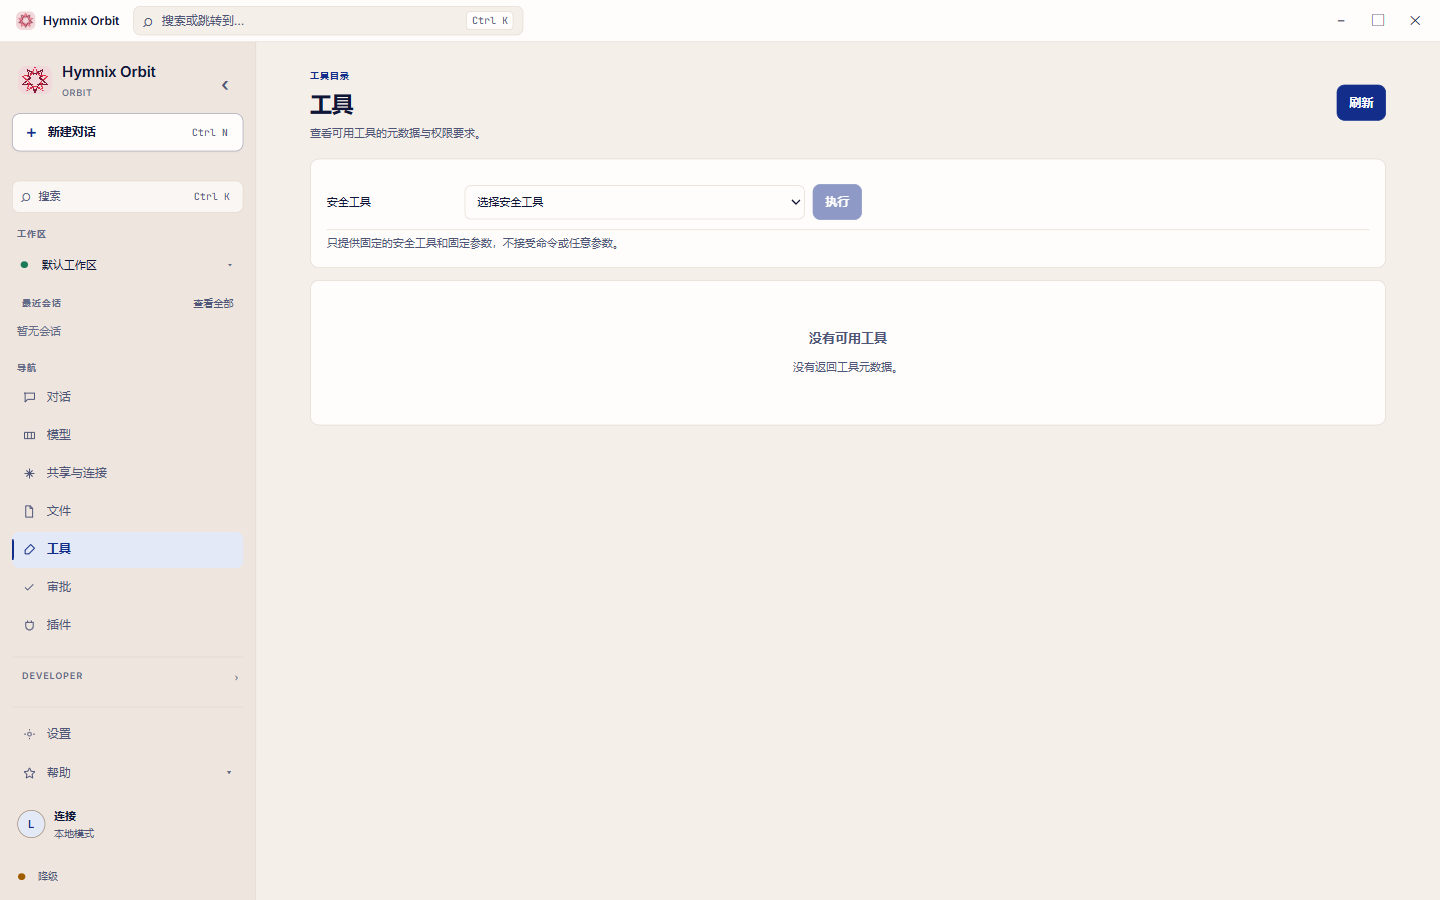 Hymnix Orbit
搜索或跳转到... Ctrl K
Hymnix Orbit
ORBIT
新建对话 Ctrl N
搜索 Ctrl K
工作区
默认工作区
最近会话 查看全部
暂无会话
导航
对话
模型
共享与连接
文件
工具
审批
插件
DEVELOPER
设置
帮助
L
连接
本地模式
降级
工具目录
工具
查看可用工具的元数据与权限要求。
刷新
安全工具 选择安全工具 执行
只提供固定的安全工具和固定参数，不接受命令或任意参数。
没有可用工具
没有返回工具元数据。